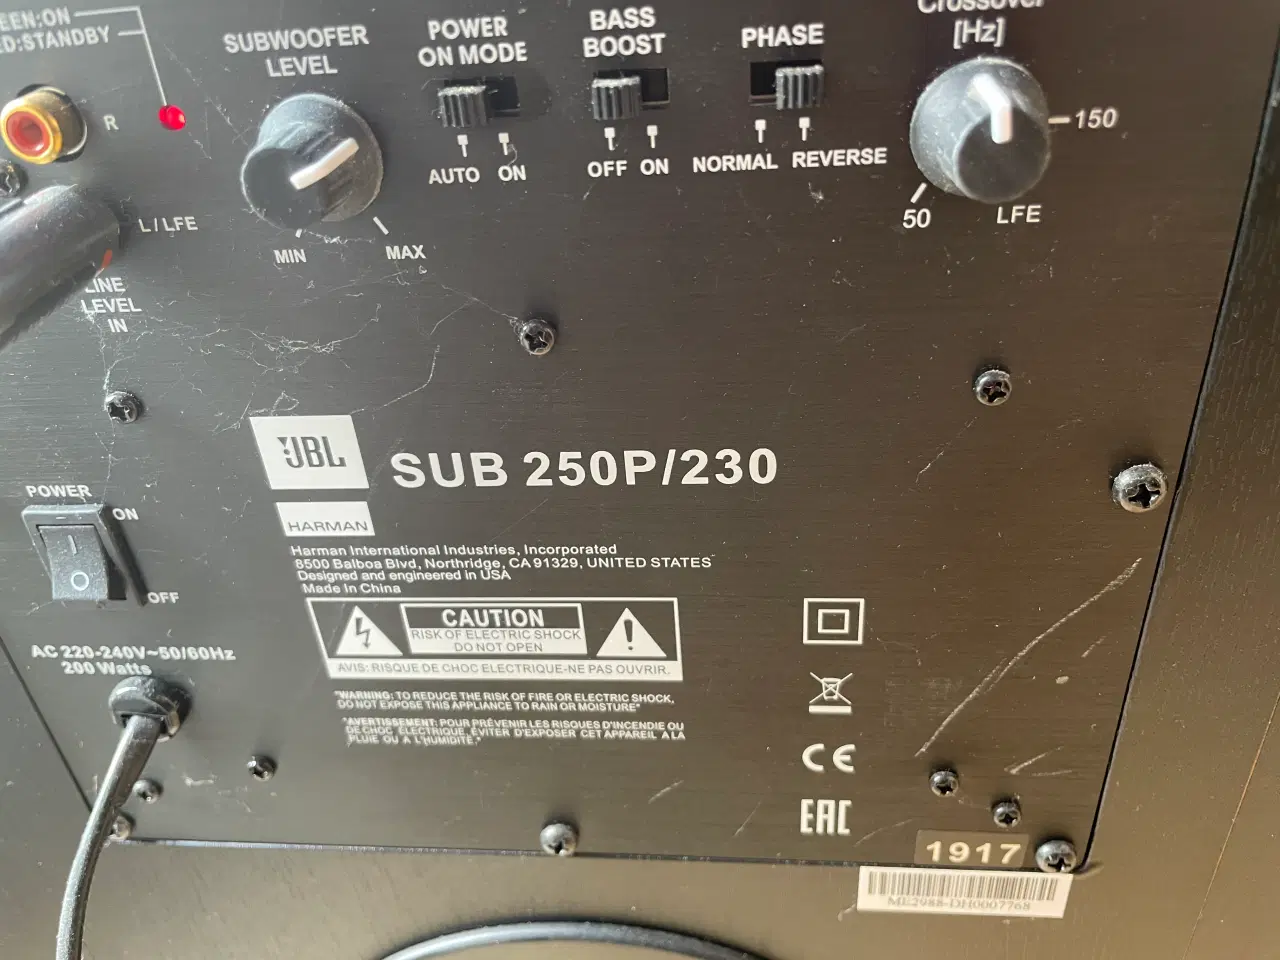 EEN:ON
ED:STANDBY
R
L/LFE
LINE
LEVEL
IN
SUBWOOFER
LEVEL
MIN
MAX
POWER
ON MODE
AUTO
ON
BASS
BOOST
OFF
ON
PHASE
NORMAL
REVERSE
Crossover
[Hz]
150
50
LFE
JBL
SUB 250P/230
HARMAN
Harman International Industries, Incorporated
8500 Balboa Blvd, Northridge, CA 91329, UNITED STATES
Designed and engineered in USA
Made In China
POWER
ON
I
O
OFF
AC 220-240V~50/60Hz
200 Watts
CAUTION
RISK OF ELECTRIC SHOCK
DO NOT OPEN
AVIS: RISQUE DE CHOC ELECTRIQUE-NE PAS OUVRIR.
"WARNING: TO REDUCE THE RISK OF FIRE OR ELECTRIC SHOCK,
DO NOT EXPOSE THIS APPLIANCE TO RAIN OR MOISTURE"
"AVERTISSEMENT: POUR PRÉVENIR LES RISQUES D'INCENDIE OU
DE CHOC ÉLECTRIQUE, ÉVITER D'EXPOSER CET APPAREIL A LA
PLUIE OU A L'HUMIDITE."
CE
EAC
1917
ME2988-DH0007768